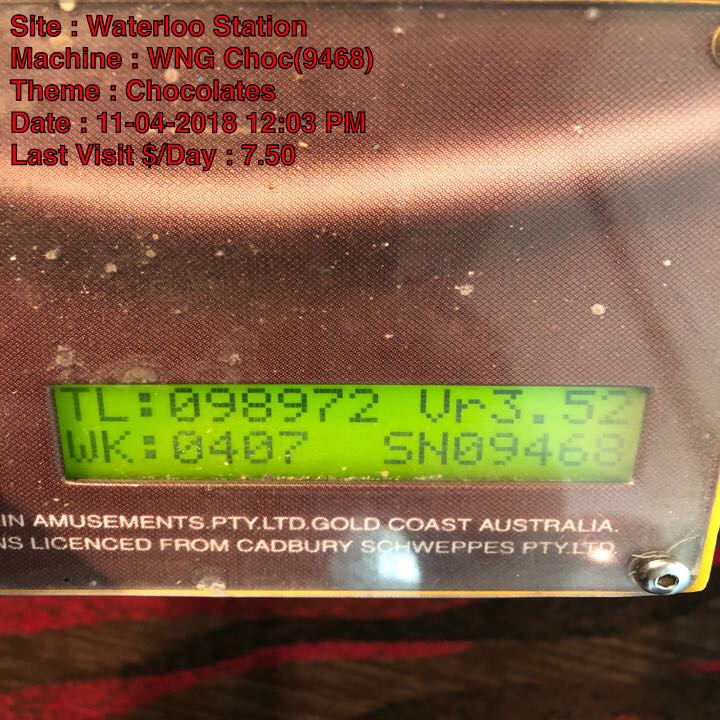 Site : Waterloo Station
Machine : WNG Choc(9468)
Theme : Chocolates
Date : 11-04-2018 12:03 PM
Last Visit $/Day : 7.50
TL:098972 Vr3.52
WK:0407 SN09468
IN AMUSEMENTS.PTY.LTD.GOLD COAST AUSTRALIA.
NS LICENCED FROM CADBURY SCHWEPPES PTY.LTD.